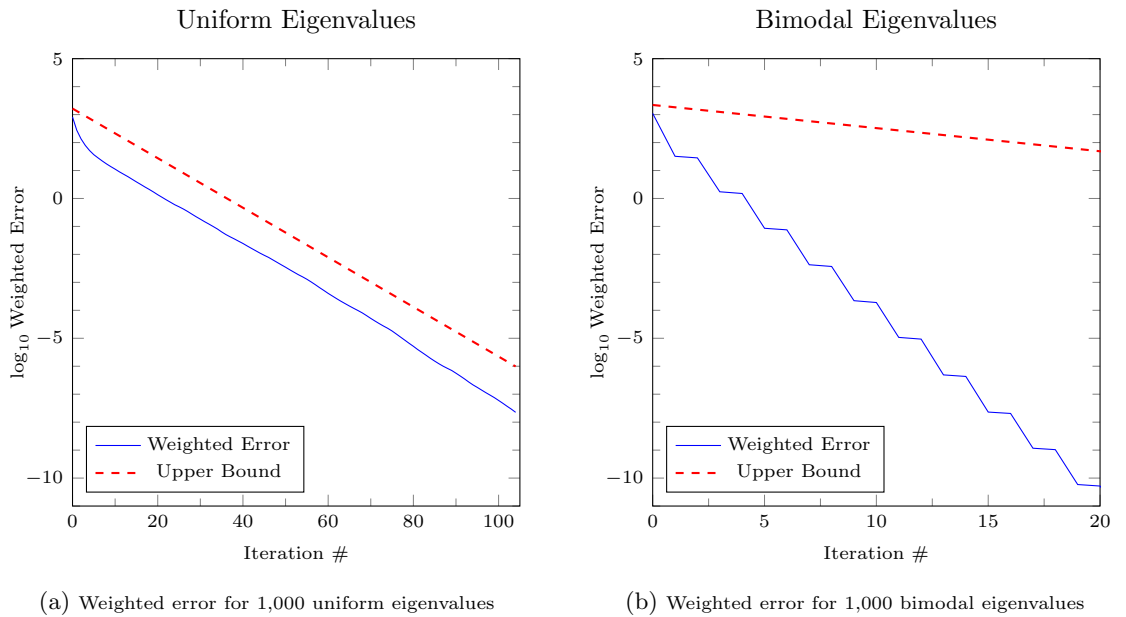 Uniform Eigenvalues
5
0
−5
−10
log10 Weighted Error
Weighted Error
Upper Bound
0 20 40 60 80 100
Iteration #
(a) Weighted error for 1,000 uniform eigenvalues
Bimodal Eigenvalues
5
0
−5
−10
log10 Weighted Error
Weighted Error
Upper Bound
0 5 10 15 20
Iteration #
(b) Weighted error for 1,000 bimodal eigenvalues